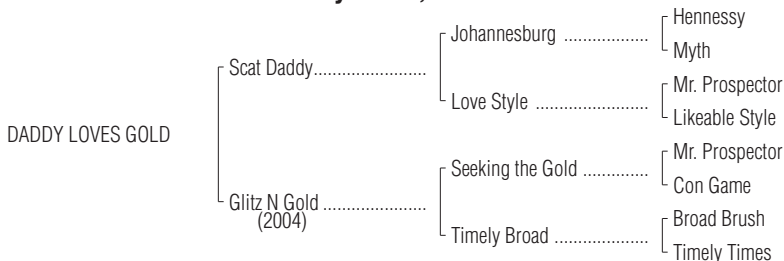 Hennessy
Johannesburg ..................
Myth
Scat Daddy........................
Mr. Prospector
Love Style ........................
Likeable Style
DADDY LOVES GOLD
Mr. Prospector
Seeking the Gold ..............
Con Game
Glitz N Gold ......................
(2004)
Broad Brush
Timely Broad ....................
Timely Times